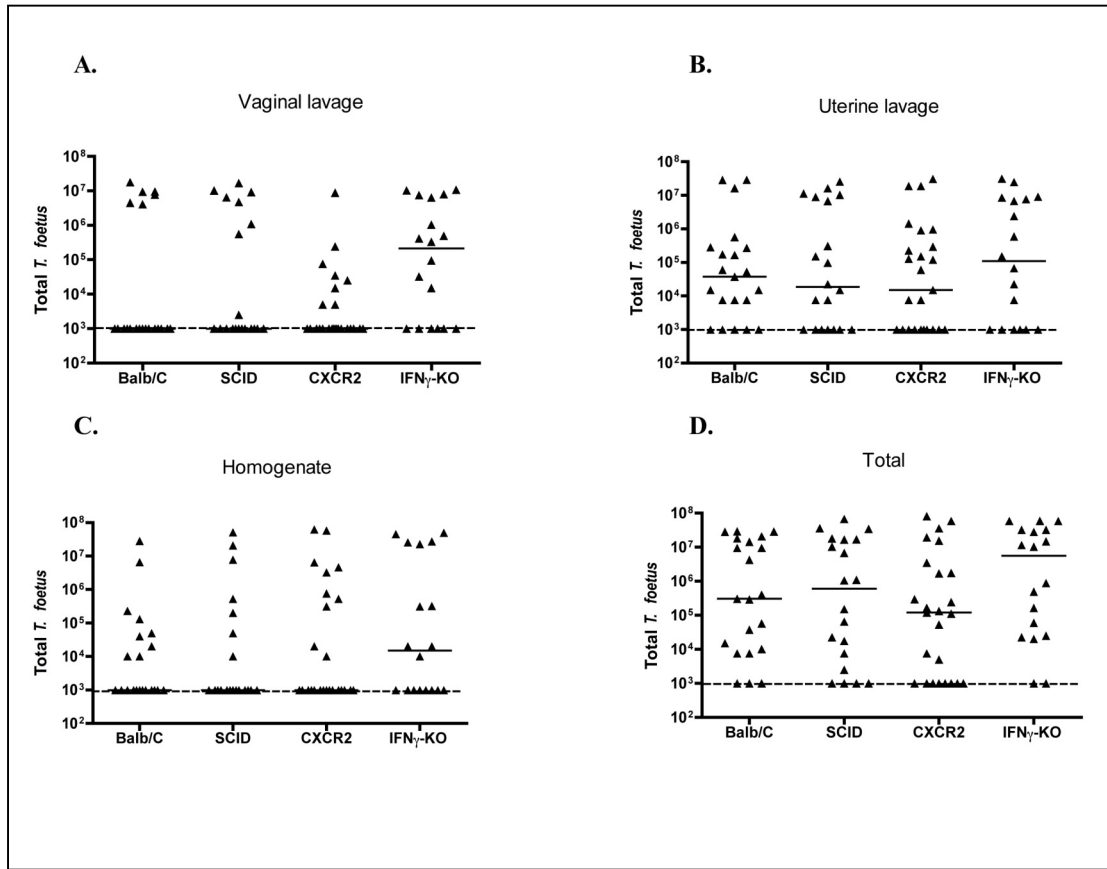 A.
Vaginal lavage
Total T. foetus
10⁸
10⁷
10⁶
10⁵
10⁴
10³
10²
Balb/C SCID CXCR2 IFNγ-KO
B.
Uterine lavage
Total T. foetus
10⁸
10⁷
10⁶
10⁵
10⁴
10³
10²
Balb/C SCID CXCR2 IFNγ-KO
C.
Homogenate
Total T. foetus
10⁸
10⁷
10⁶
10⁵
10⁴
10³
10²
Balb/C SCID CXCR2 IFNγ-KO
D.
Total
Total T. foetus
10⁸
10⁷
10⁶
10⁵
10⁴
10³
10²
Balb/C SCID CXCR2 IFNγ-KO